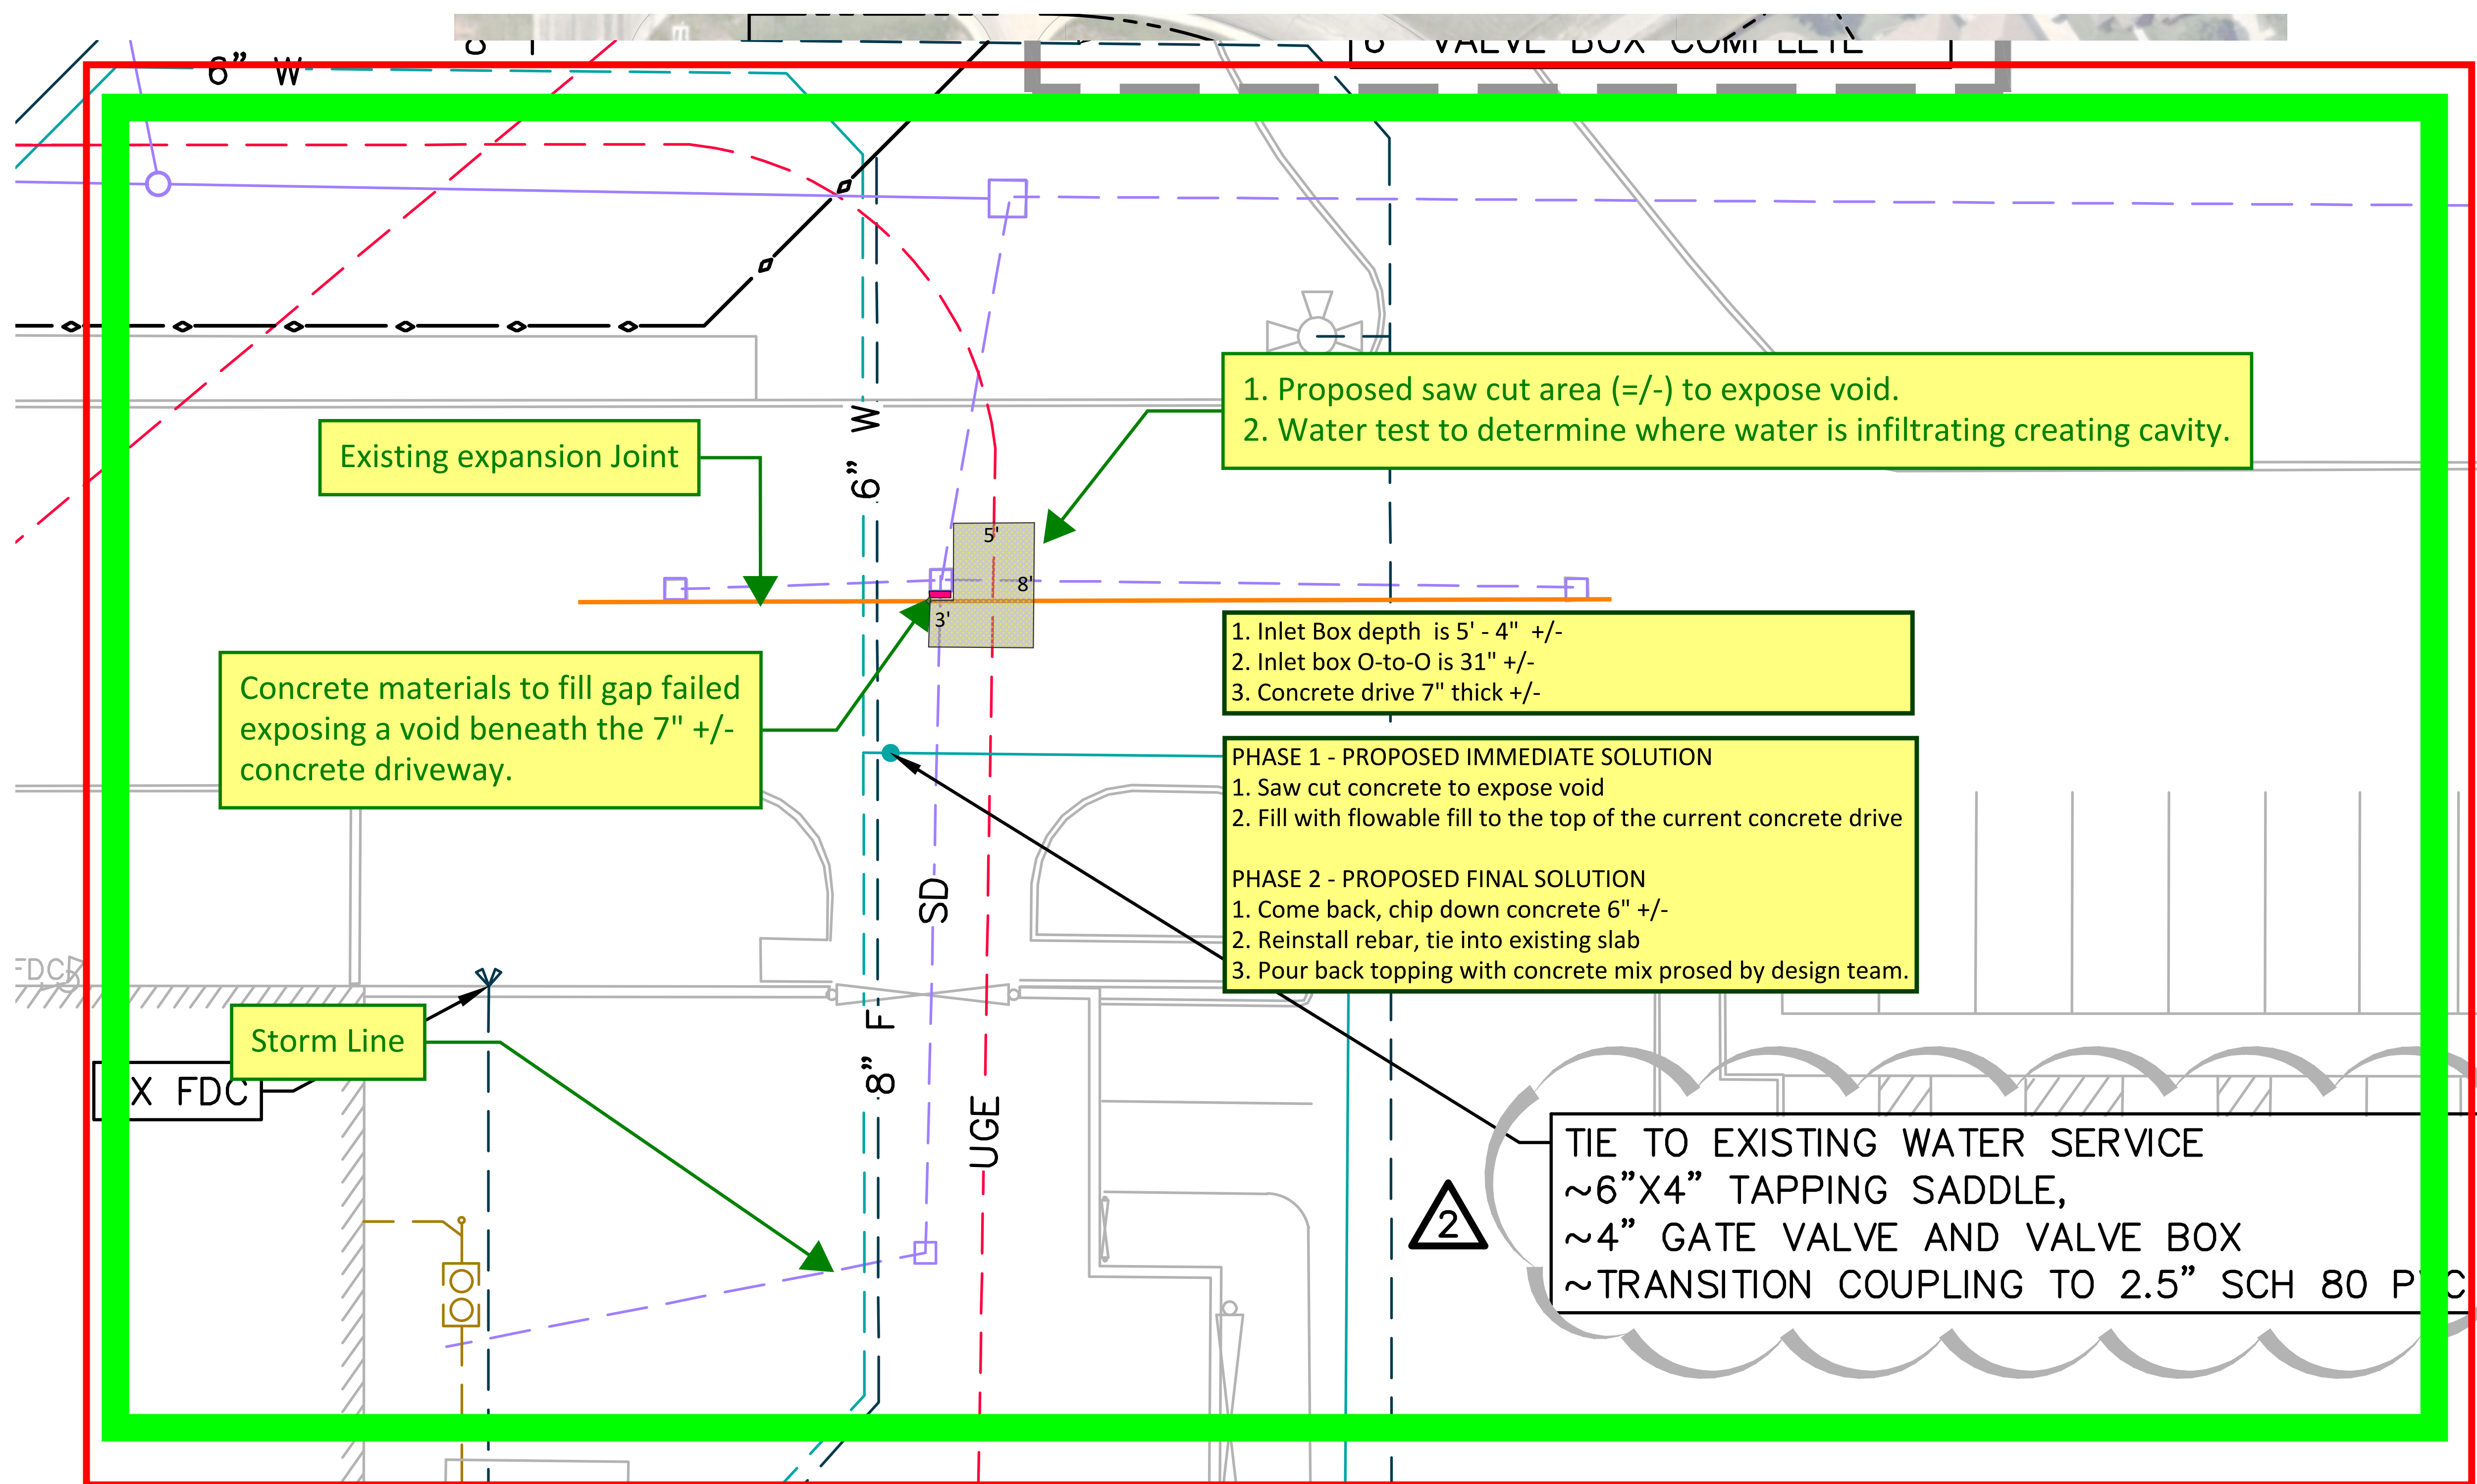 6" VALVE BOX COMPLETE
6" W
1. Proposed saw cut area (=/-) to expose void.
2. Water test to determine where water is infiltrating creating cavity.
Existing expansion Joint
6" W
5'
8'
3'
1. Inlet Box depth is 5' - 4" +/-
2. Inlet box O-to-O is 31" +/-
3. Concrete drive 7" thick +/-
Concrete materials to fill gap failed
exposing a void beneath the 7" +/-
concrete driveway.
PHASE 1 - PROPOSED IMMEDIATE SOLUTION
1. Saw cut concrete to expose void
2. Fill with flowable fill to the top of the current concrete drive
PHASE 2 - PROPOSED FINAL SOLUTION
1. Come back, chip down concrete 6" +/-
2. Reinstall rebar, tie into existing slab
3. Pour back topping with concrete mix prosed by design team.
SD
FDC
Storm Line
8" F
X FDC
UGE
TIE TO EXISTING WATER SERVICE
~6"X4" TAPPING SADDLE,
~4" GATE VALVE AND VALVE BOX
~TRANSITION COUPLING TO 2.5" SCH 80 P
2